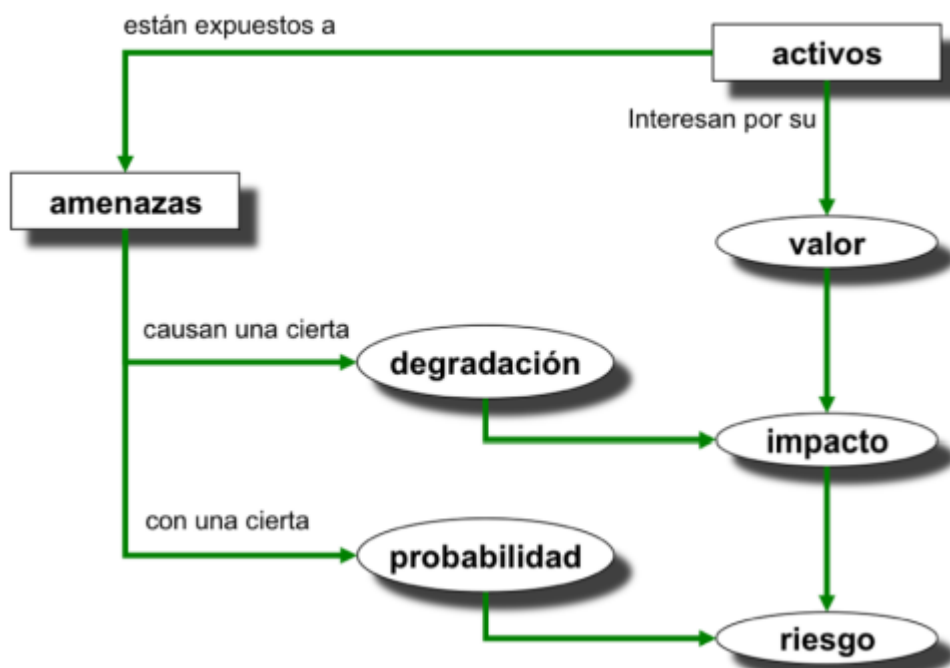 están expuestos a
activos
Interesan por su
amenazas
valor
causan una cierta
degradación
impacto
con una cierta
probabilidad
riesgo